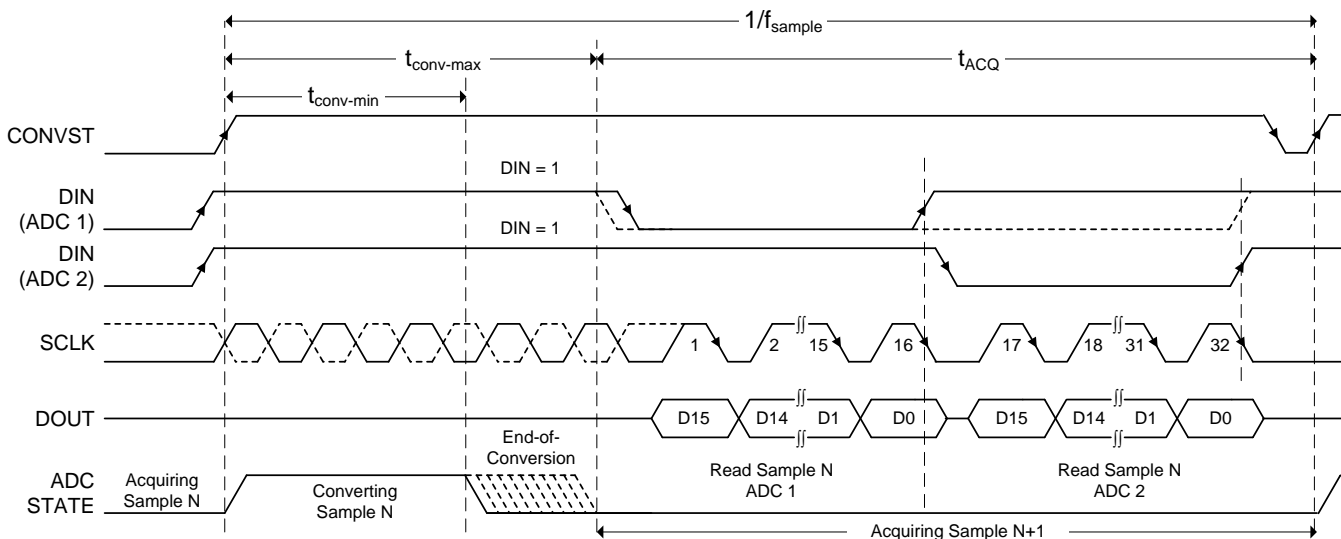 1/fsample
tconv-max
tACQ
tconv-min
CONVST
DIN = 1
DIN
(ADC 1)
DIN = 1
DIN
(ADC 2)
SCLK
1
2
15
16
17
18
31
32
DOUT
D15
D14
D1
D0
D15
D14
D1
D0
End-of-
Conversion
ADC
STATE
Acquiring
Sample N
Converting
Sample N
Read Sample N
ADC 1
Read Sample N
ADC 2
Acquiring Sample N+1